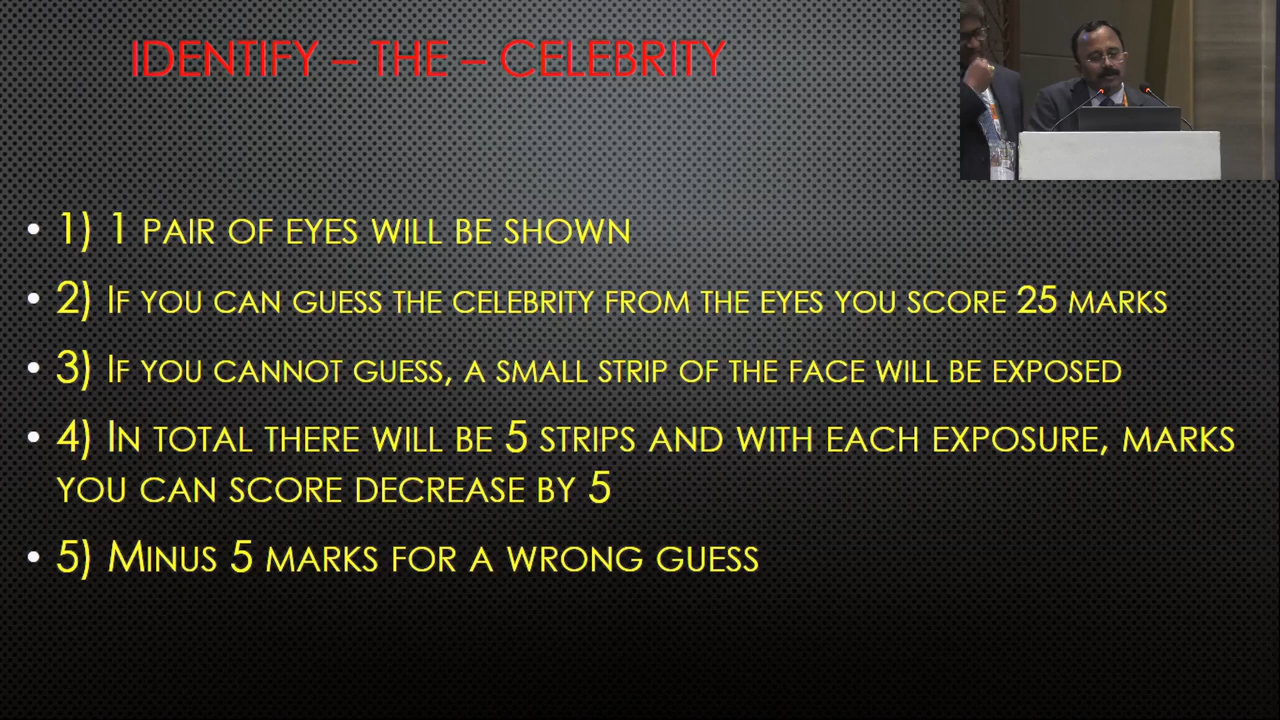 IDENTIFY – THE – CELEBRITY
• 1) 1 PAIR OF EYES WILL BE SHOWN
• 2) IF YOU CAN GUESS THE CELEBRITY FROM THE EYES YOU SCORE 25 MARKS
• 3) IF YOU CANNOT GUESS, A SMALL STRIP OF THE FACE WILL BE EXPOSED
• 4) IN TOTAL THERE WILL BE 5 STRIPS AND WITH EACH EXPOSURE, MARKS
YOU CAN SCORE DECREASE BY 5
• 5) MINUS 5 MARKS FOR A WRONG GUESS